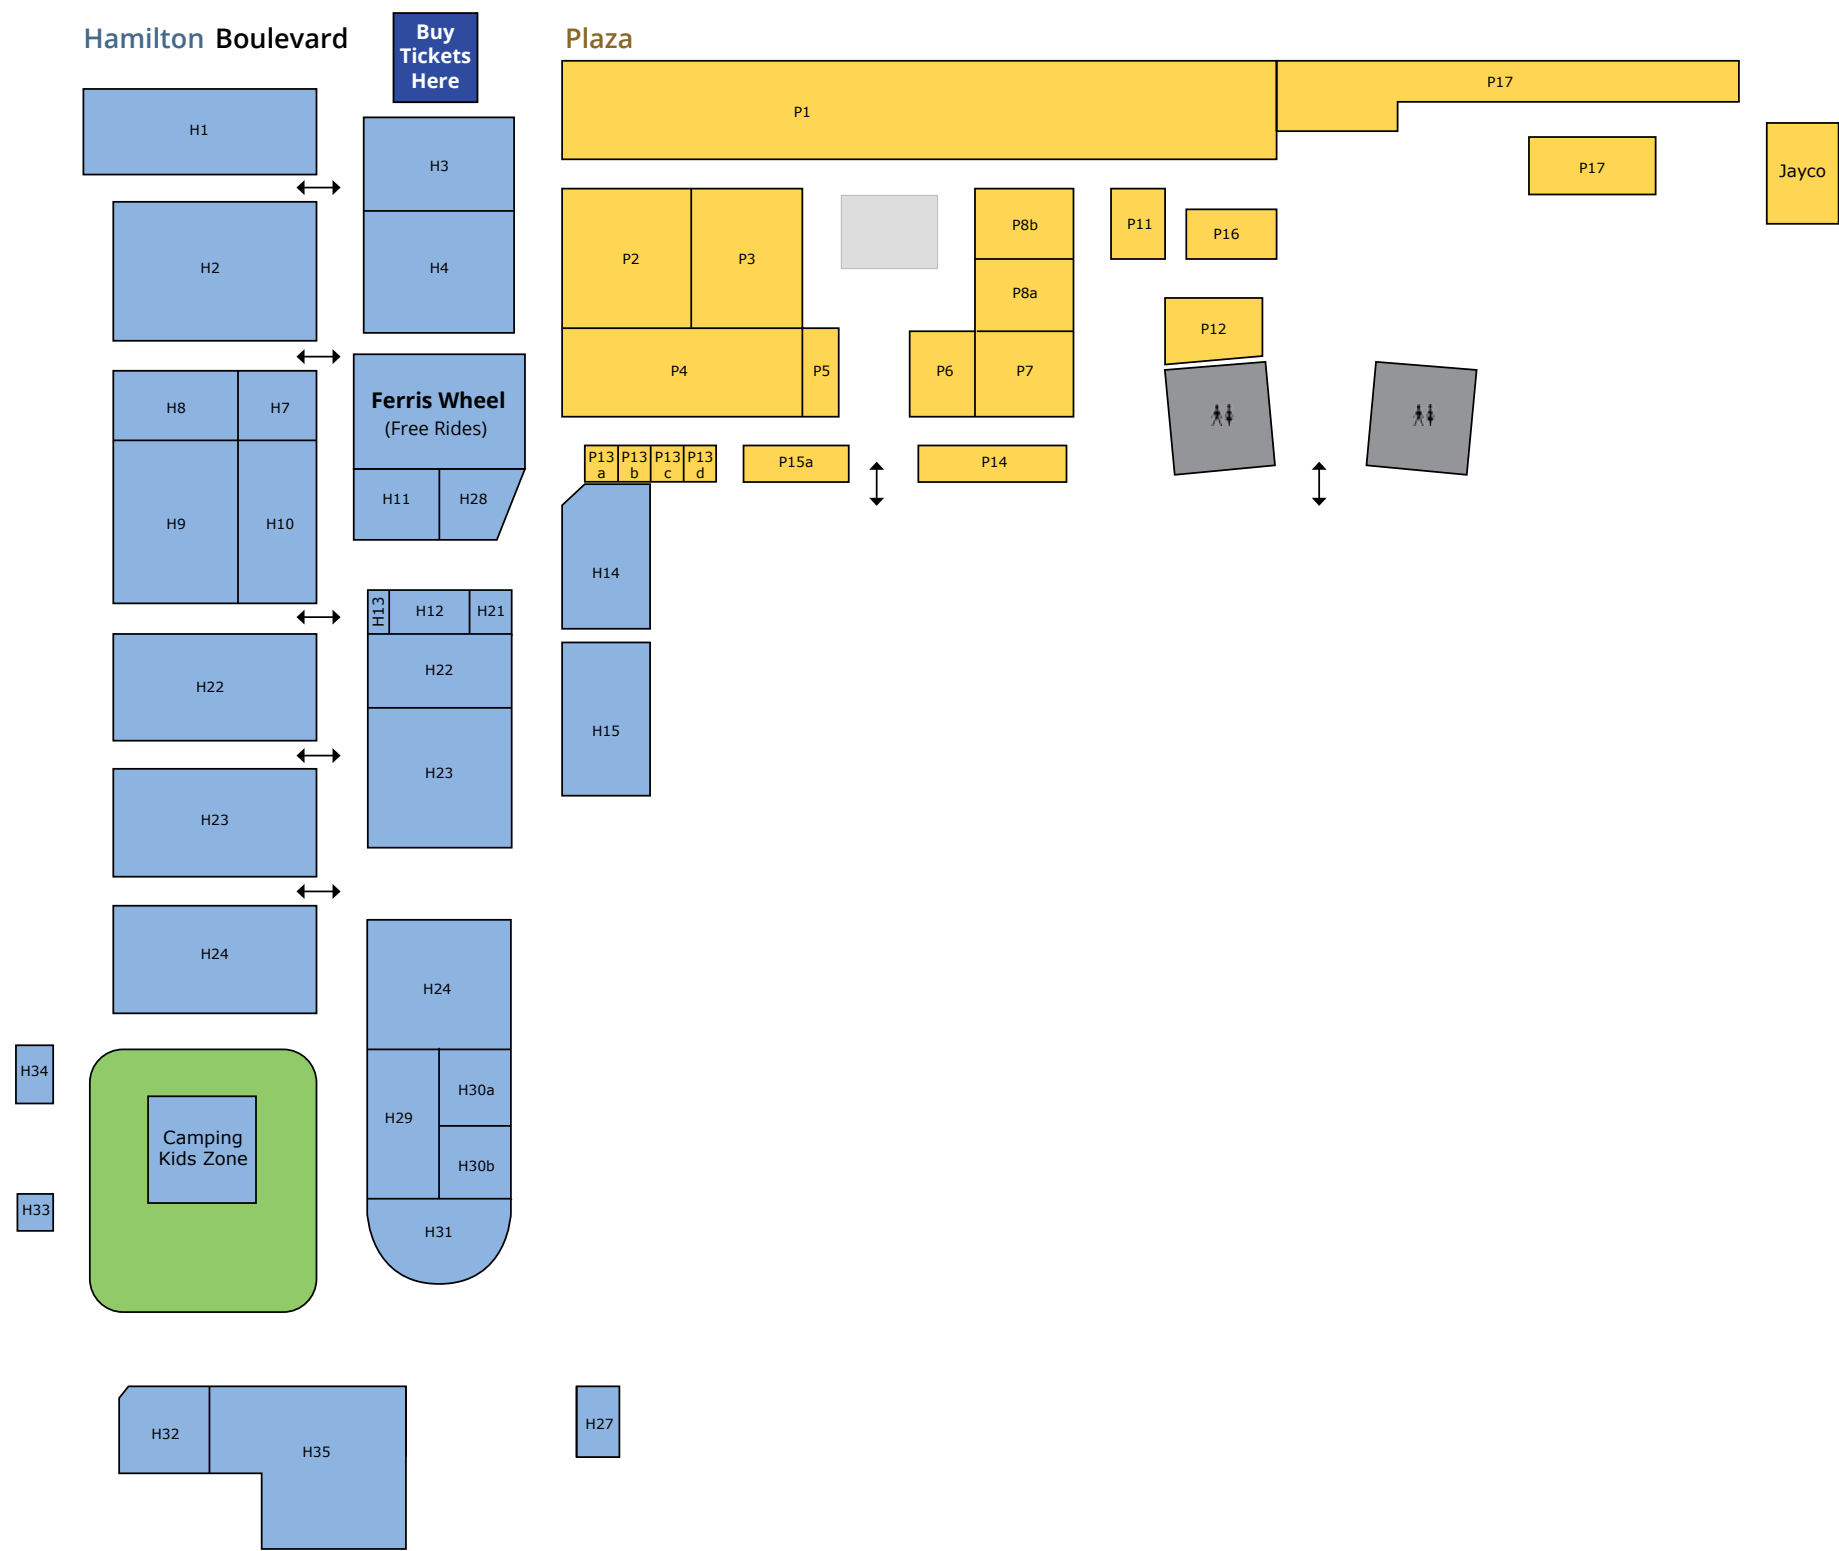 Hamilton Boulevard
Buy
Tickets
Here
Plaza
H1
H3
H2
H4
H8
H7
Ferris Wheel
(Free Rides)
H9
H10
H11
H28
H13
H12
H21
H22
H22
H23
H23
H24
H24
H34
H33
Camping
Kids Zone
H29
H30a
H30b
H31
H32
H35
H27
P1
P17
P17
Jayco
P2
P3
P8b
P11
P16
P8a
P12
P4
P5
P6
P7
P13
a
P13
b
P13
c
P13
d
P15a
P14
H14
H15